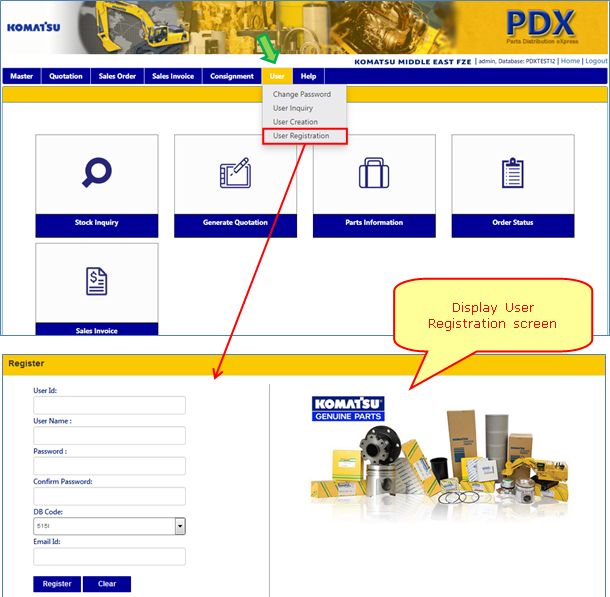 KOMATSU
PDX
Parts Distribution eXpress
KOMATSU MIDDLE EAST FZE | admin, Database: PDXTEST12 | Home | Logout
Master Quotation Sales Order Sales Invoice Consignment User Help
Change Password
User Inquiry
User Creation
User Registration
Stock Inquiry Generate Quotation Parts Information Order Status
Sales Invoice
Display User
Registration screen
Register
User Id:
User Name :
Password :
Confirm Password:
DB Code:
515I
Email Id:
Register Clear
KOMATSU
GENUINE PARTS